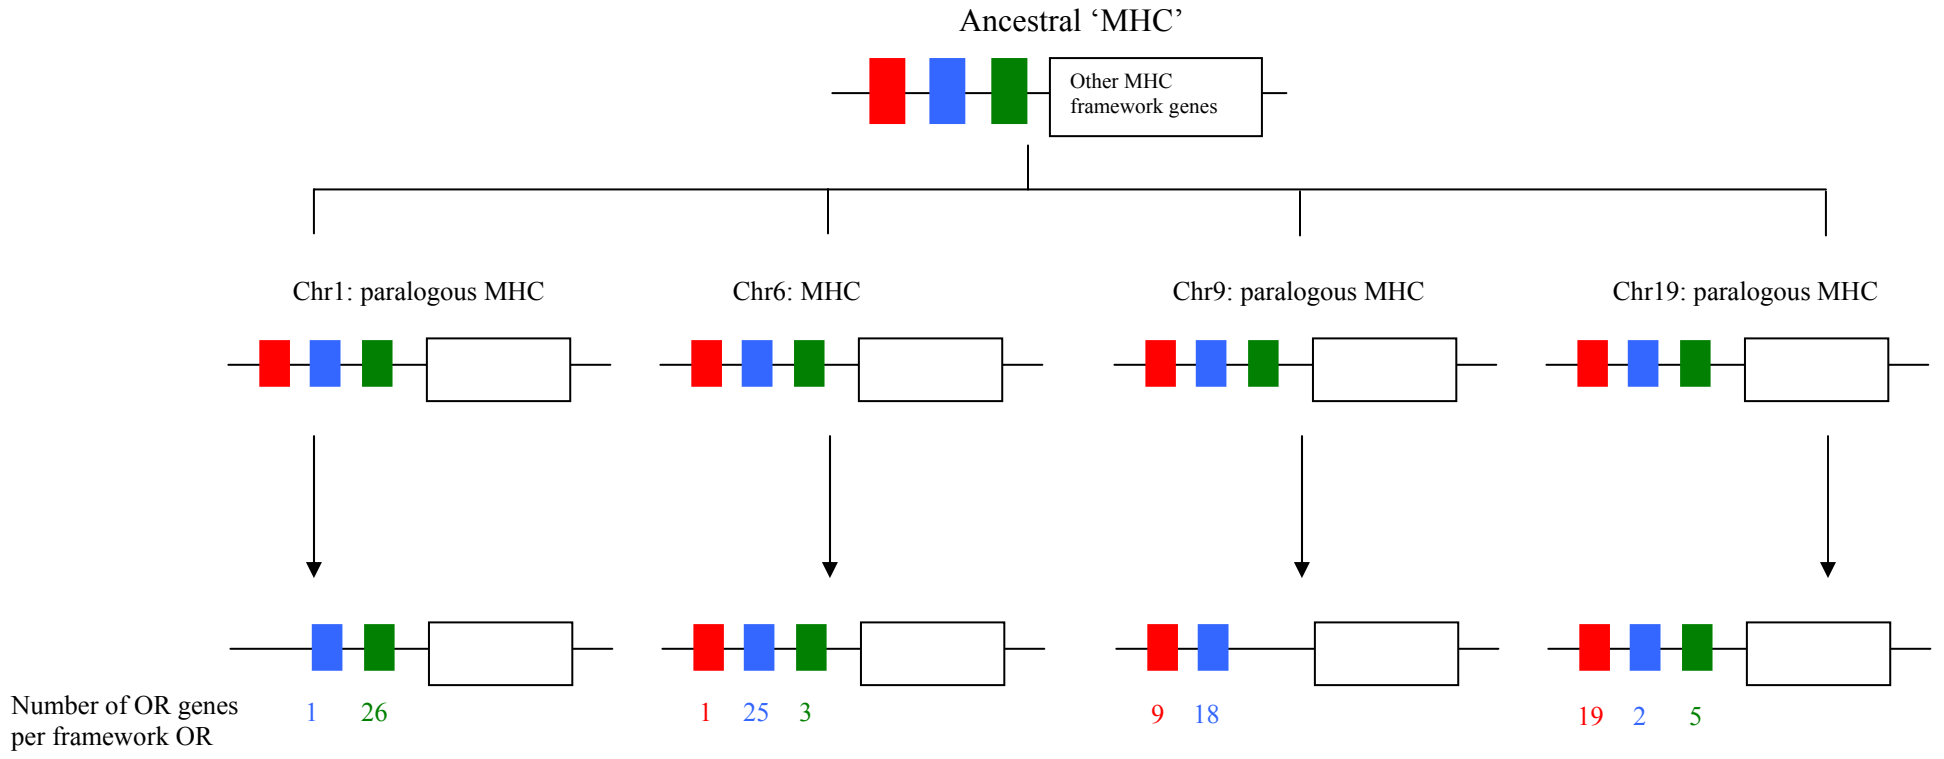 Ancestral ‘MHC’
Other MHC
framework genes
Chr1: paralogous MHC
Chr6: MHC
Chr9: paralogous MHC
Chr19: paralogous MHC
Number of OR genes
per framework OR
1 26
1 25 3
9 18
19 2 5